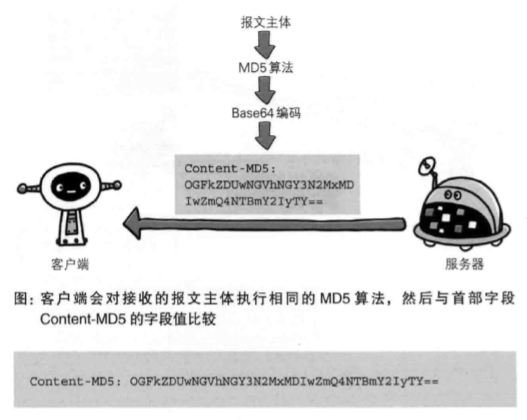 报文主体
MD5 算法
Base64 编码
Content-MD5:
OGFkZDUwNGVhNGY3N2MxMD
IwZmQ4NTBmY2IyTY==
客户端
服务器
图: 客户端会对接收的报文主体执行相同的 MD5 算法，然后与首部字段
Content-MD5 的字段值比较
Content-MD5: OGFkZDUwNGVhNGY3N2MxMDIwZmQ4NTBmY2IyTY==